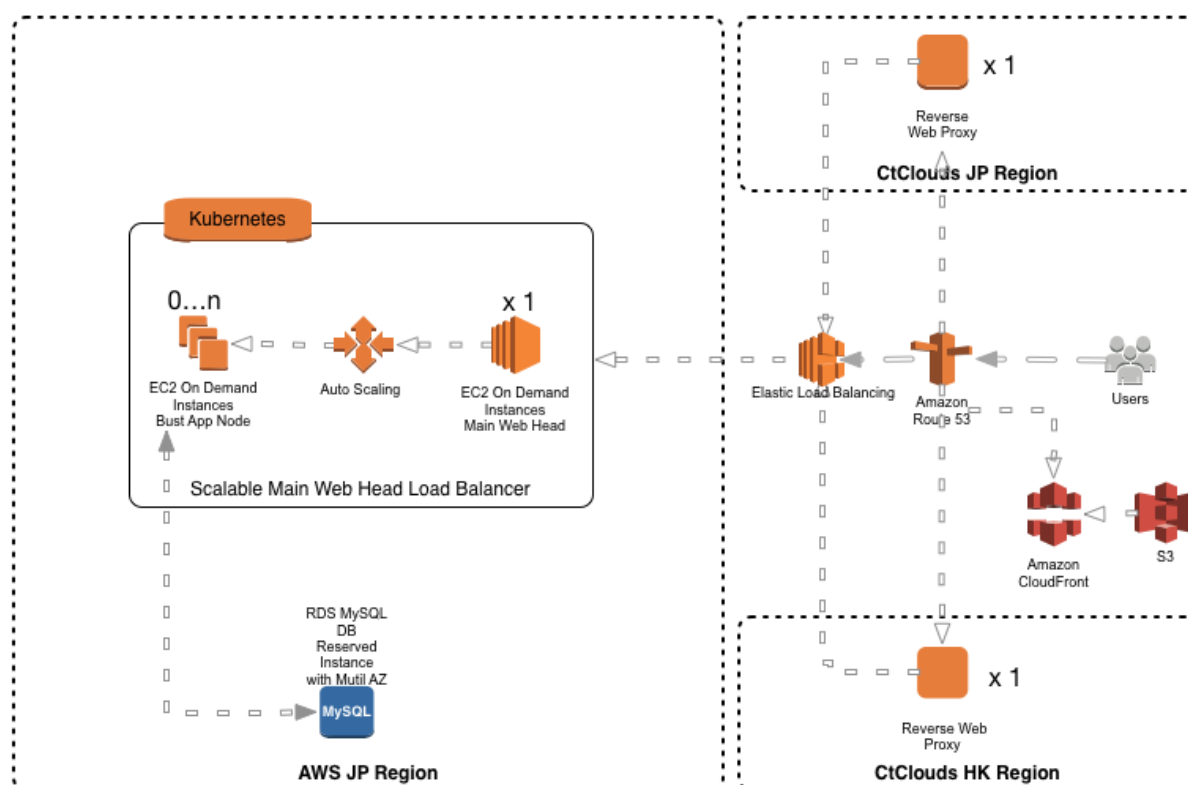 x 1
Reverse
Web Proxy
CtClouds JP Region
Kubernetes
0...n
x 1
EC2 On Demand
Instances
Bust App Node
Auto Scaling
EC2 On Demand
Instances
Main Web Head
Elastic Load Balancing
Amazon
Route 53
Users
Scalable Main Web Head Load Balancer
Amazon
CloudFront
S3
RDS MySQL
DB
Reserved
Instance
with Mutil AZ
MySQL
AWS JP Region
x 1
Reverse Web
Proxy
CtClouds HK Region